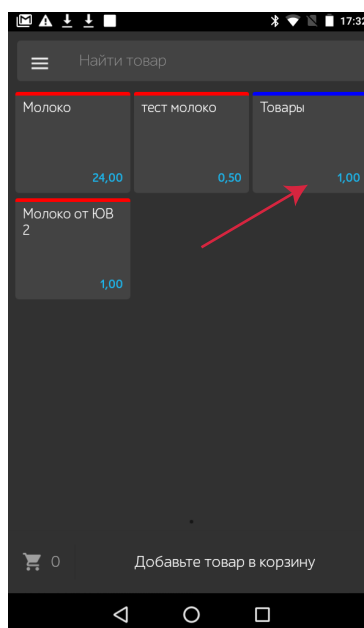 17:32
Найти товар
Молоко
24,00
тест молоко
0,50
Товары
1,00
Молоко от ЮВ
2
1,00
0
Добавьте товар в корзину